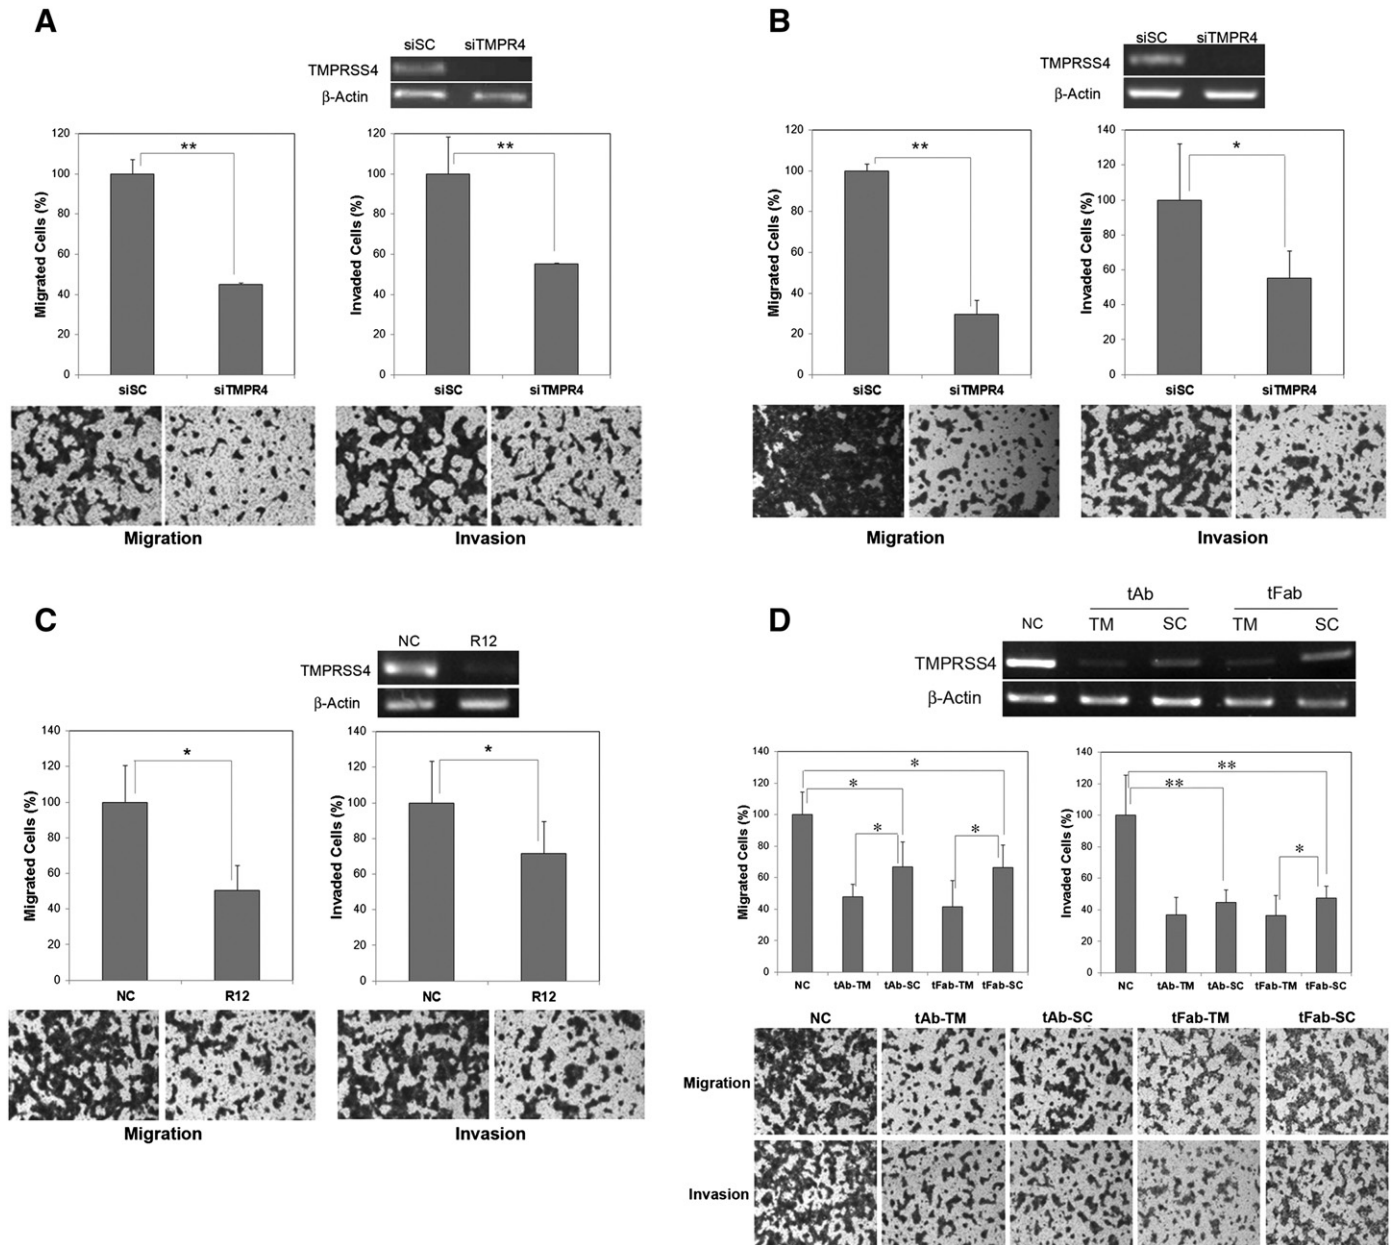 A
siSC siTMPR4
TMPRSS4
β-Actin
120
100
80
60
40
20
0
Migrated Cells (%)
**
siSC siTMPR4
120
100
80
60
40
20
0
Invaded Cells (%)
**
siSC siTMPR4
Migration
Invasion
B
siSC siTMPR4
TMPRSS4
β-Actin
120
100
80
60
40
20
0
Migrated Cells (%)
**
siSC siTMPR4
140
120
100
80
60
40
20
0
Invaded Cells (%)
*
siSC siTMPR4
Migration
Invasion
C
NC R12
TMPRSS4
β-Actin
140
120
100
80
60
40
20
0
Migrated Cells (%)
*
NC R12
140
120
100
80
60
40
20
0
Invaded Cells (%)
*
NC R12
Migration
Invasion
D
tAb tFab
NC TM SC TM SC
TMPRSS4
β-Actin
140
120
100
80
60
40
20
0
Migrated Cells (%)
*
*
*
*
NC tAb-TM tAb-SC tFab-TM tFab-SC
140
120
100
80
60
40
20
0
Invaded Cells (%)
**
**
*
NC tAb-TM tAb-SC tFab-TM tFab-SC
NC tAb-TM tAb-SC tFab-TM tFab-SC
Migration
Invasion